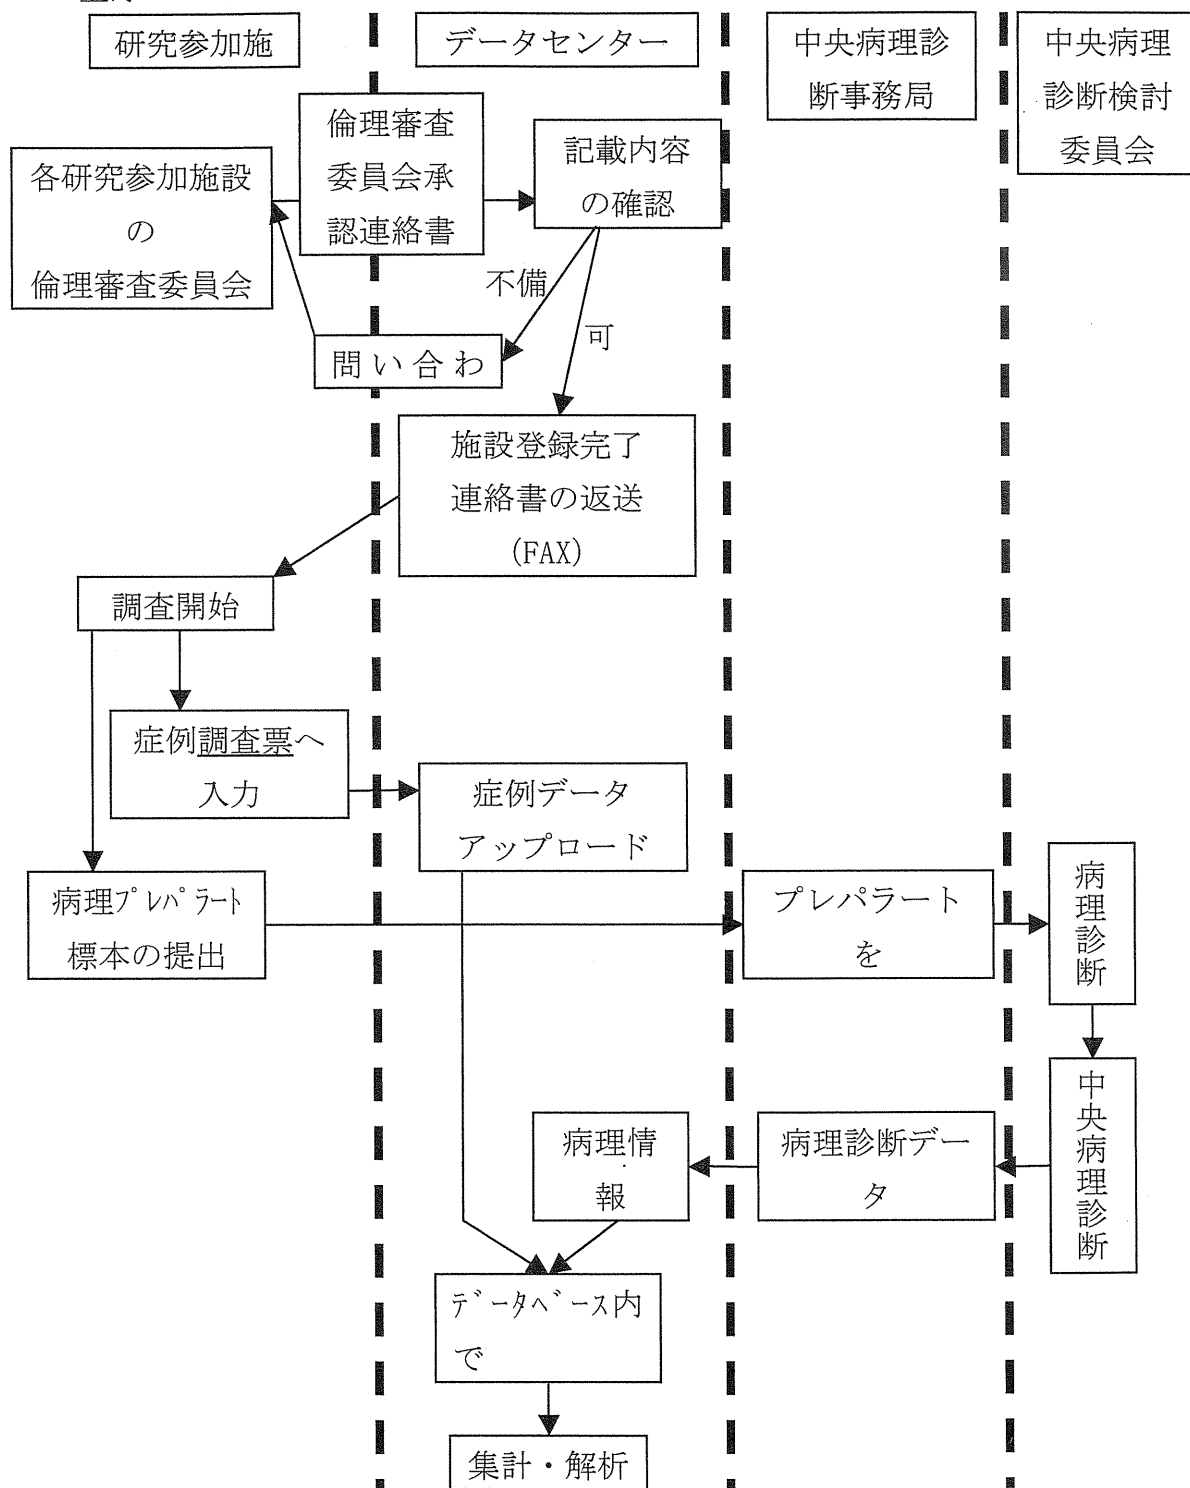 研究参加施
データセンター
中央病理診
断事務局
中央病理
診断検討
委員会
各研究参加施設
の
倫理審査委員会
倫理審査
委員会承
認連絡書
記載内容
の確認
不備
可
問い合わ
施設登録完了
連絡書の返送
(FAX)
調査開始
症例調査票へ
入力
症例データ
アップロード
病理プレパラート
標本の提出
プレパラート
を
病理診断
中央病理診断
病理診断デー
タ
病理情
報
データベース内
で
集計・解析